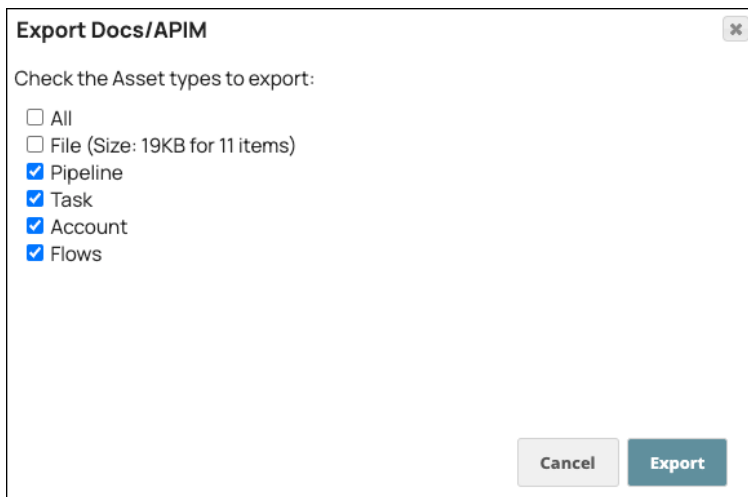 Export Docs/APIM
Check the Asset types to export:
All
File (Size: 19KB for 11 items)
Pipeline
Task
Account
Flows
Cancel
Export